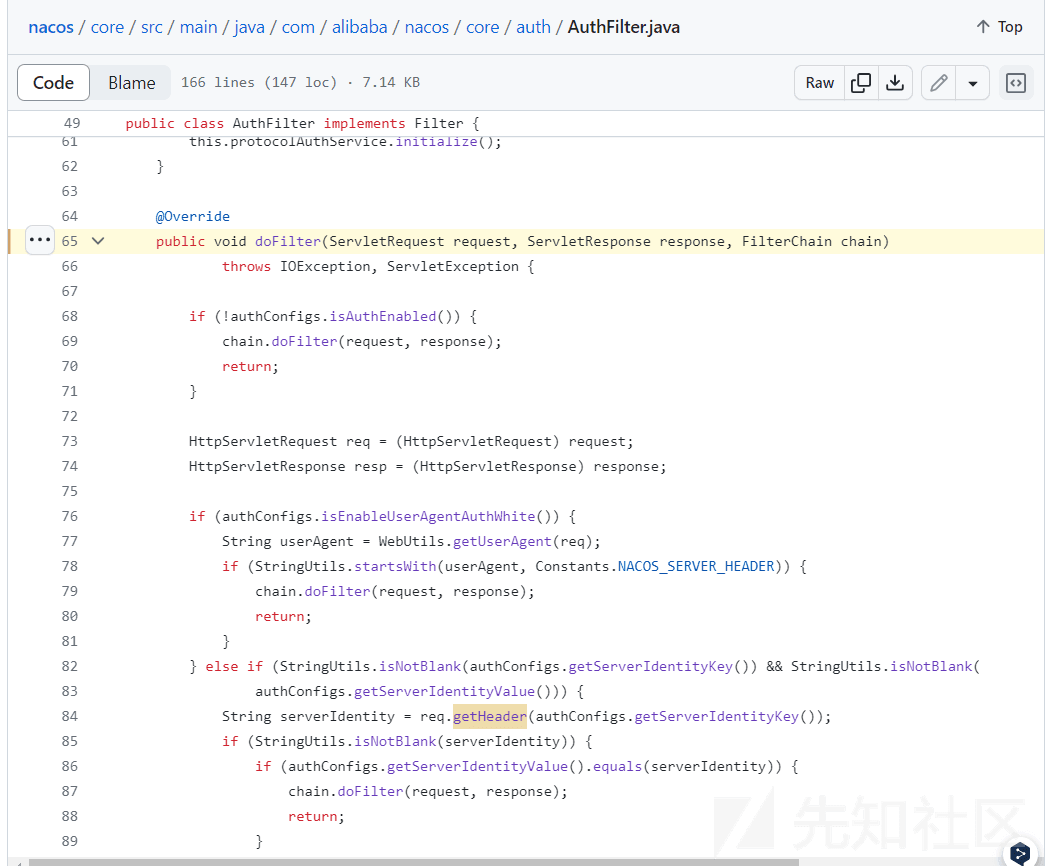 nacos / core / src / main / java / com / alibaba / nacos / core / auth / AuthFilter.java
Top
Code Blame 166 lines (147 loc) · 7.14 KB
Raw
49 public class AuthFilter implements Filter {
61 this.protocolAuthService.initialize();
62 }
63
64 @Override
65 public void doFilter(ServletRequest request, ServletResponse response, FilterChain chain)
66 throws IOException, ServletException {
67
68 if (!authConfigs.isAuthEnabled()) {
69 chain.doFilter(request, response);
70 return;
71 }
72
73 HttpServletRequest req = (HttpServletRequest) request;
74 HttpServletResponse resp = (HttpServletResponse) response;
75
76 if (authConfigs.isEnableUserAgentAuthWhite()) {
77 String userAgent = WebUtils.getUserAgent(req);
78 if (StringUtils.startsWith(userAgent, Constants.NACOS_SERVER_HEADER)) {
79 chain.doFilter(request, response);
80 return;
81 }
82 } else if (StringUtils.isNotBlank(authConfigs.getServerIdentityKey()) && StringUtils.isNotBlank(
83 authConfigs.getServerIdentityValue())) {
84 String serverIdentity = req.getHeader(authConfigs.getServerIdentityKey());
85 if (StringUtils.isNotBlank(serverIdentity)) {
86 if (authConfigs.getServerIdentityValue().equals(serverIdentity)) {
87 chain.doFilter(request, response);
88 return;
89 }
先知社区